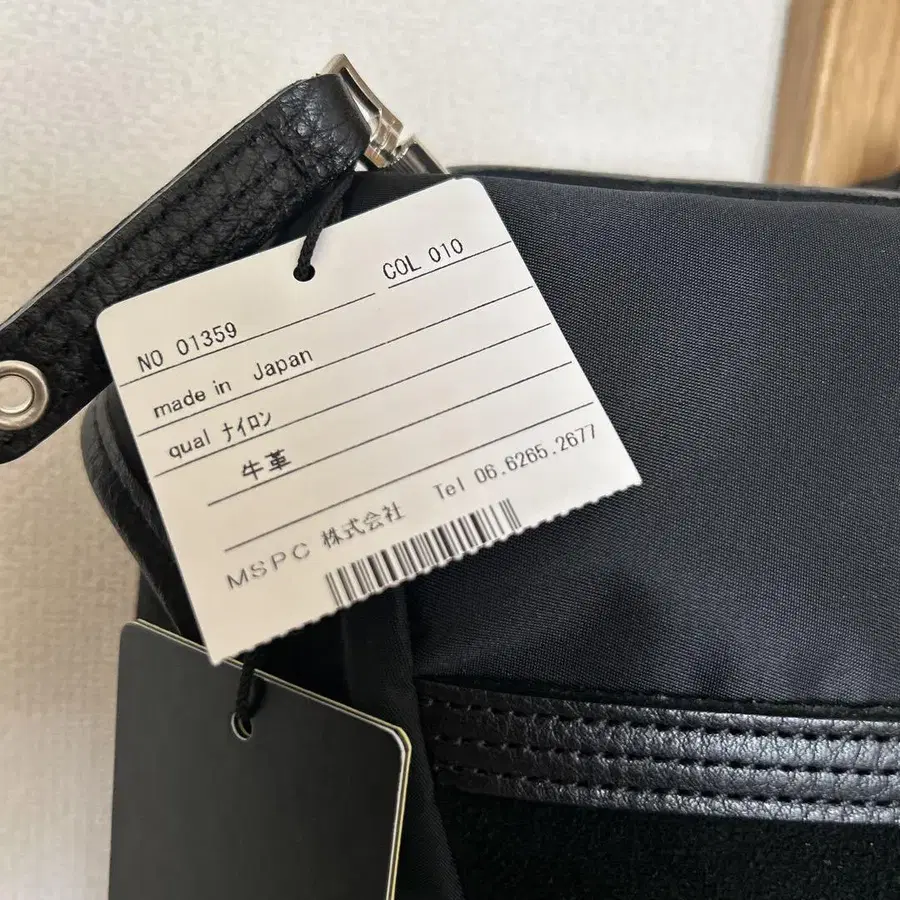 NO 01359 COL 010
made in Japan
qual ナイロン
牛革
MSPC 株式会社 Tel 06.6265.2677